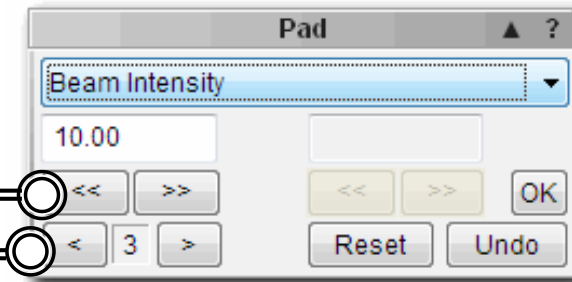 Pad ▲ ?
Beam Intensity
10.00
<< >> << >> OK
< 3 > Reset Undo